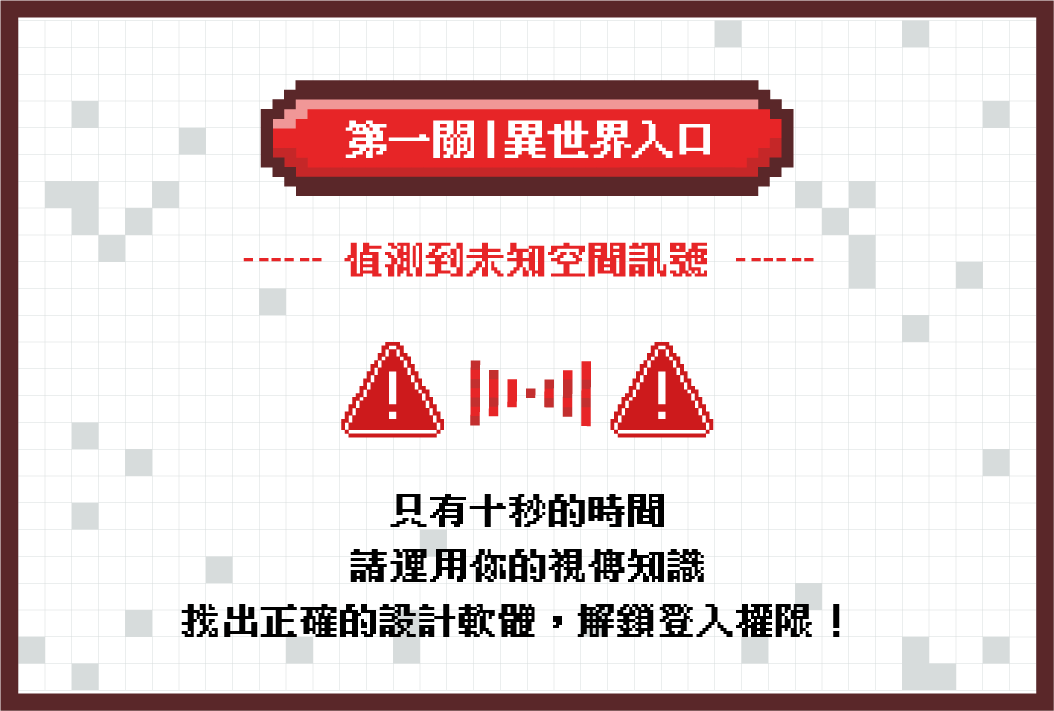 第一關|異世界入口
------ 偵測到未知空間訊號 ------
只有十秒的時間
請運用你的視傳知識
找出正確的設計軟體，解鎖登入權限！